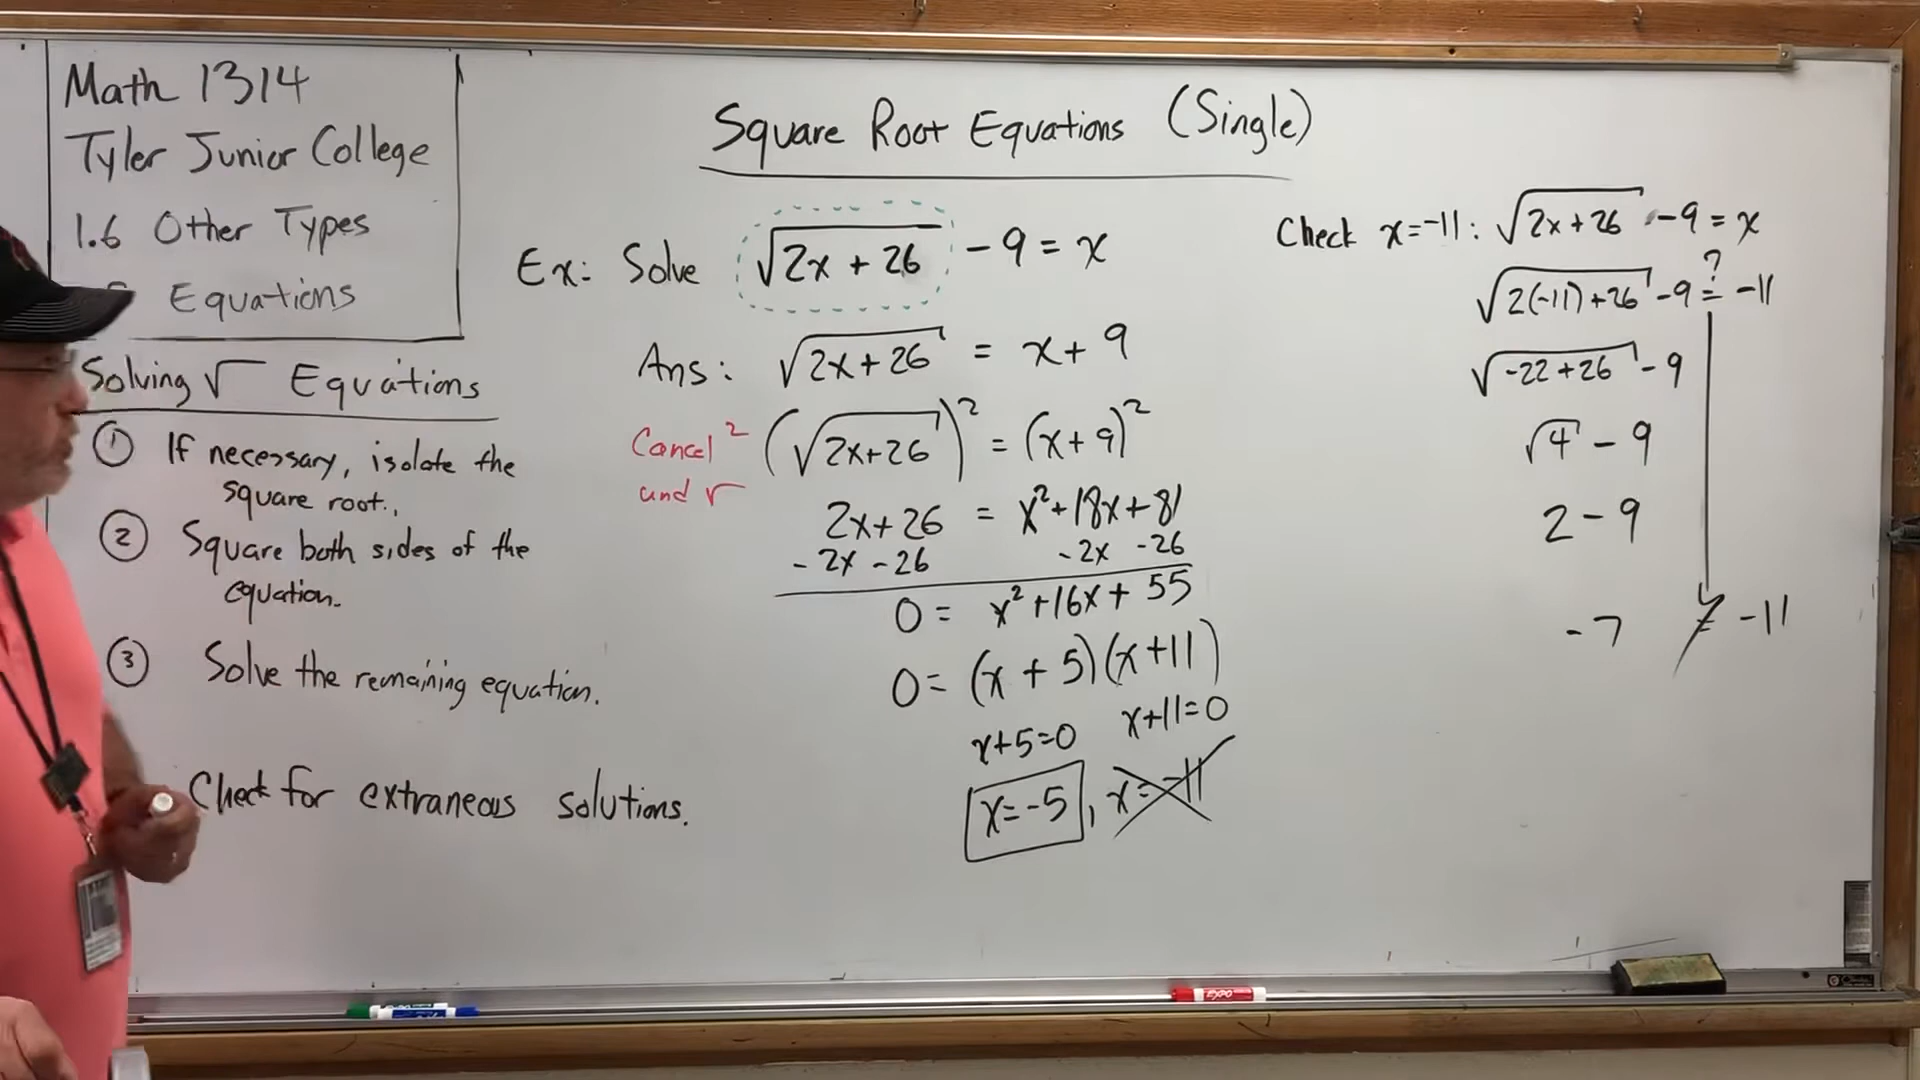 Math 1314
Tyler Junior College
1.6 Other Types
Equations
Solving √ Equations
① If necessary, isolate the
square root.
② Square both sides of the
equation.
③ Solve the remaining equation.
Check for extraneous solutions.
Square Root Equations (Single)
Ex: Solve √(2x + 26) - 9 = x
Ans: √(2x + 26) = x + 9
Cancel ²
and √
(√(2x+26))² = (x + 9)²
2x + 26 = x² + 18x + 81
- 2x - 26 - 2x - 26
0 = x² + 16x + 55
0 = (x + 5)(x + 11)
x+5=0 x+11=0
x=-5, x=-11
Check x=-11: √(2x + 26) - 9 = x
√(2(-11) + 26) - 9 ?= -11
√(-22 + 26) - 9
√4 - 9
2 - 9
-7 ≠ -11
EXPO